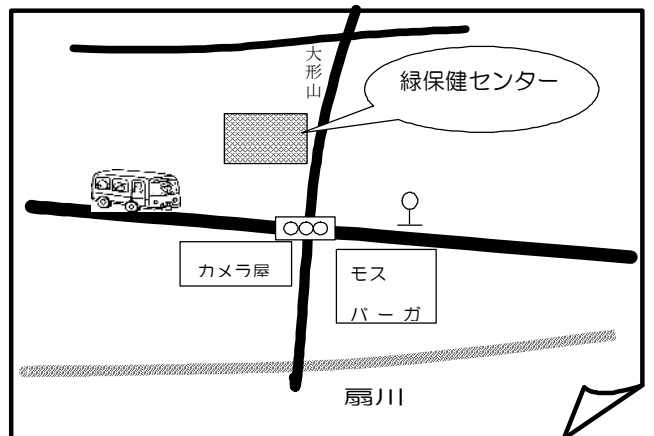 大形山
緑保健センター
カメラ屋
モス
バーガ
扇川